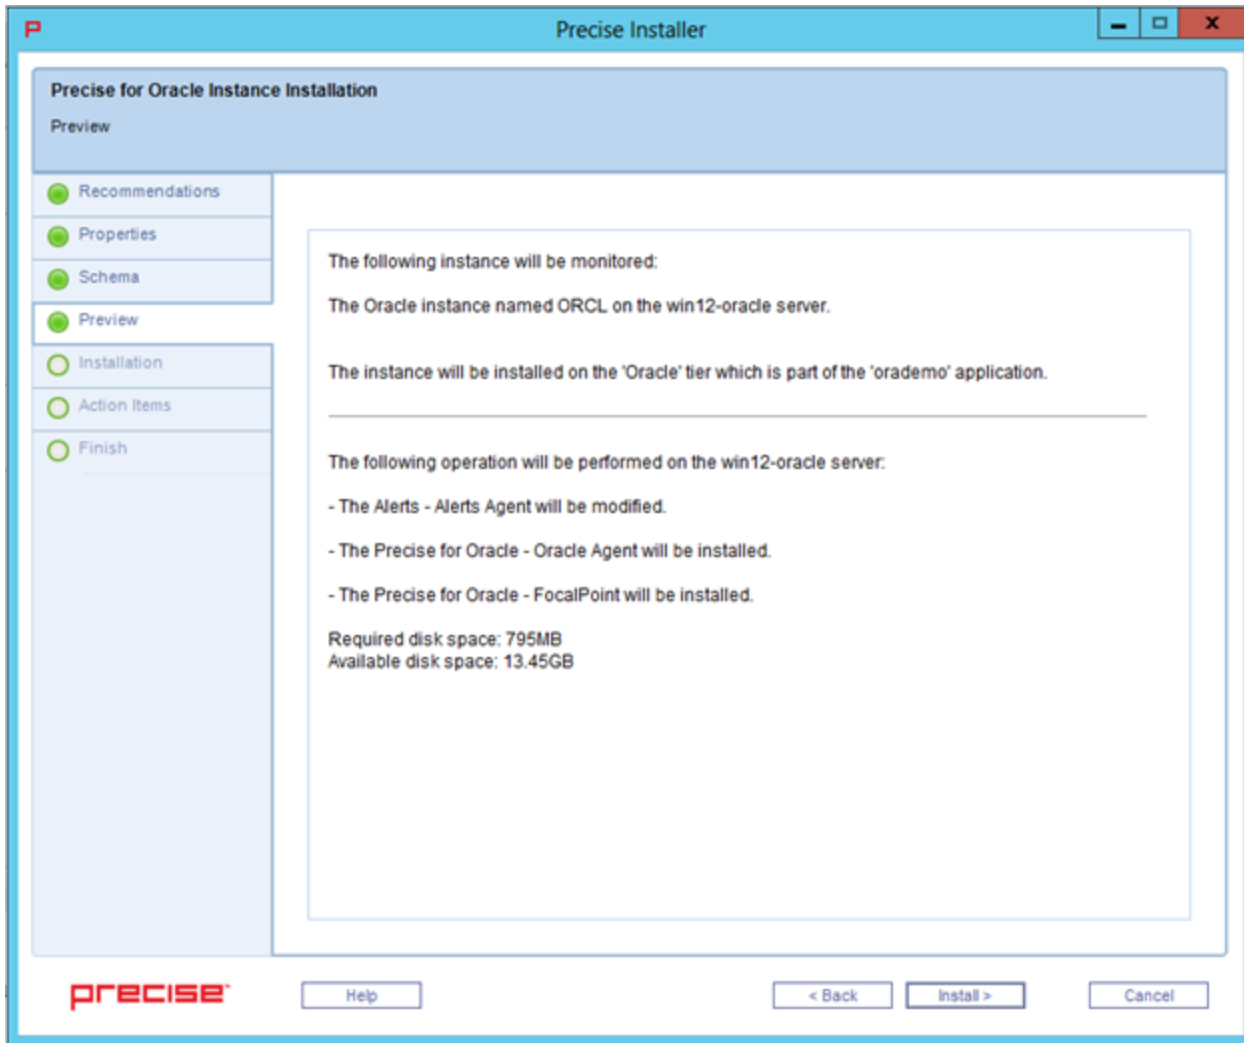 P
Precise Installer
Precise for Oracle Instance Installation
Preview
Recommendations
Properties
Schema
Preview
Installation
Action Items
Finish
The following instance will be monitored:
The Oracle instance named ORCL on the win12-oracle server.
The instance will be installed on the 'Oracle' tier which is part of the 'orademo' application.
The following operation will be performed on the win12-oracle server:
- The Alerts - Alerts Agent will be modified.
- The Precise for Oracle - Oracle Agent will be installed.
- The Precise for Oracle - FocalPoint will be installed.
Required disk space: 795MB
Available disk space: 13.45GB
precise™
Help
< Back
Install >
Cancel